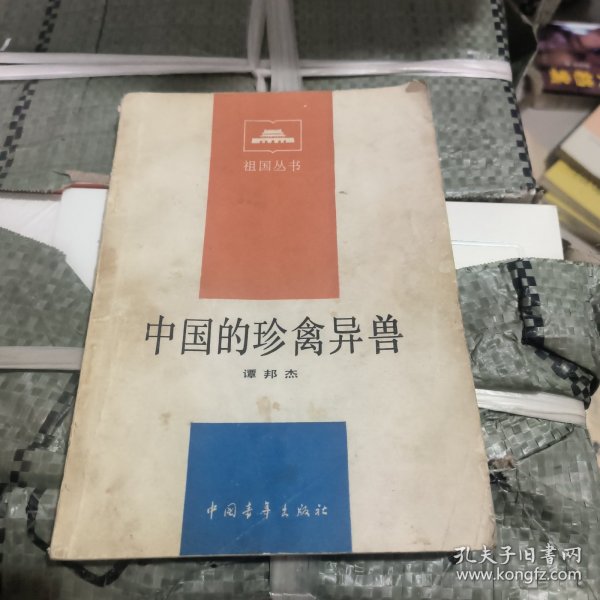 祖国丛书
中国的珍禽异兽
谭邦杰
中国青年出版社
孔夫子旧书网
www.kongfz.com